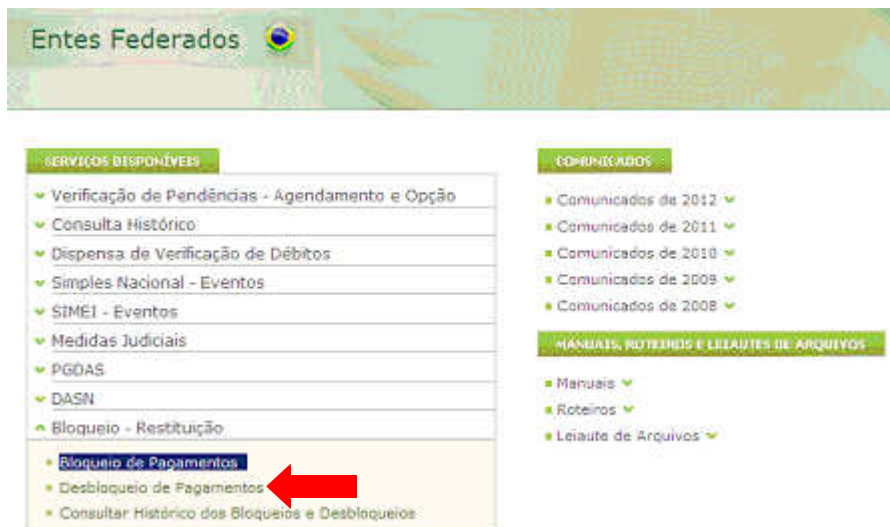 Entes Federados
SERVIÇOS DISPONÍVEIS
Verificação de Pendências - Agendamento e Opção
Consulta Histórico
Dispensa de Verificação de Débitos
Simples Nacional - Eventos
SIMEI - Eventos
Medidas Judiciais
PGDAS
DASN
Bloqueio - Restituição
Bloqueio de Pagamentos
Desbloqueio de Pagamentos
Consultar Histórico dos Bloqueios e Desbloqueios
COMUNICADOS
Comunicados de 2012
Comunicados de 2011
Comunicados de 2010
Comunicados de 2009
Comunicados de 2008
MANUAIS, ROTEIROS E LEIAUTES DE ARQUIVOS
Manuais
Roteiros
Leiaute de Arquivos